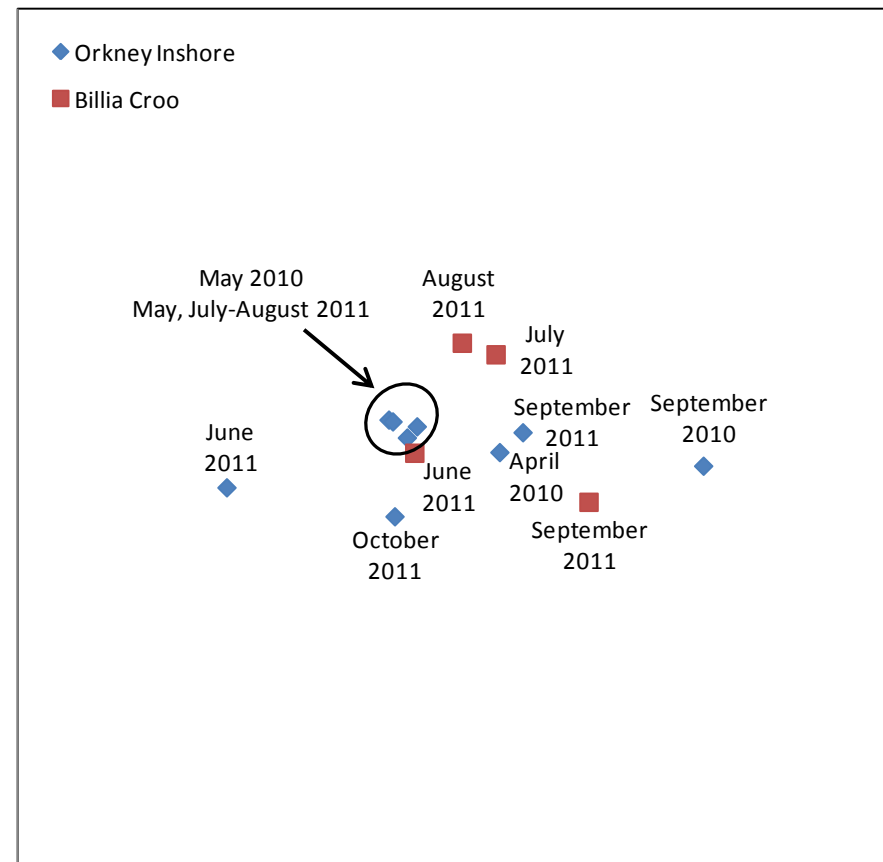 Orkney Inshore
Billia Croo
May 2010
May, July-August 2011
August
2011
July
2011
June
2011
June
2011
September
2011
April
2010
September
2010
October
2011
September
2011